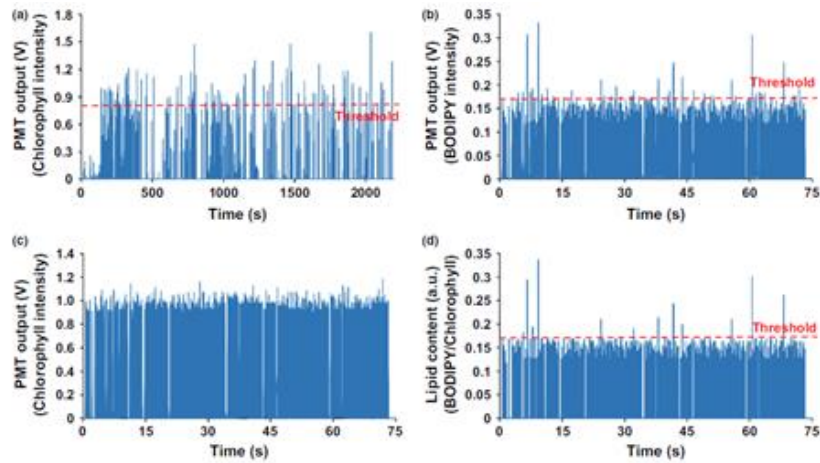 (a)
PMT output (V)
(Chlorophyll intensity)
1.8
1.5
1.2
0.9
0.6
0.3
0
Threshold
0 500 1000 1500 2000
Time (s)
(b)
PMT output (V)
(BODIPY intensity)
0.35
0.3
0.25
0.2
0.15
0.1
0.05
0
Threshold
0 15 30 45 60 75
Time (s)
(c)
PMT output (V)
(Chlorophyll intensity)
1.4
1.2
1.0
0.8
0.6
0.4
0.2
0
0 15 30 45 60 75
Time (s)
(d)
Lipid content (a.u.)
(BODIPY/Chlorophyll)
0.35
0.3
0.25
0.2
0.15
0.1
0.05
0
Threshold
0 15 30 45 60 75
Time (s)